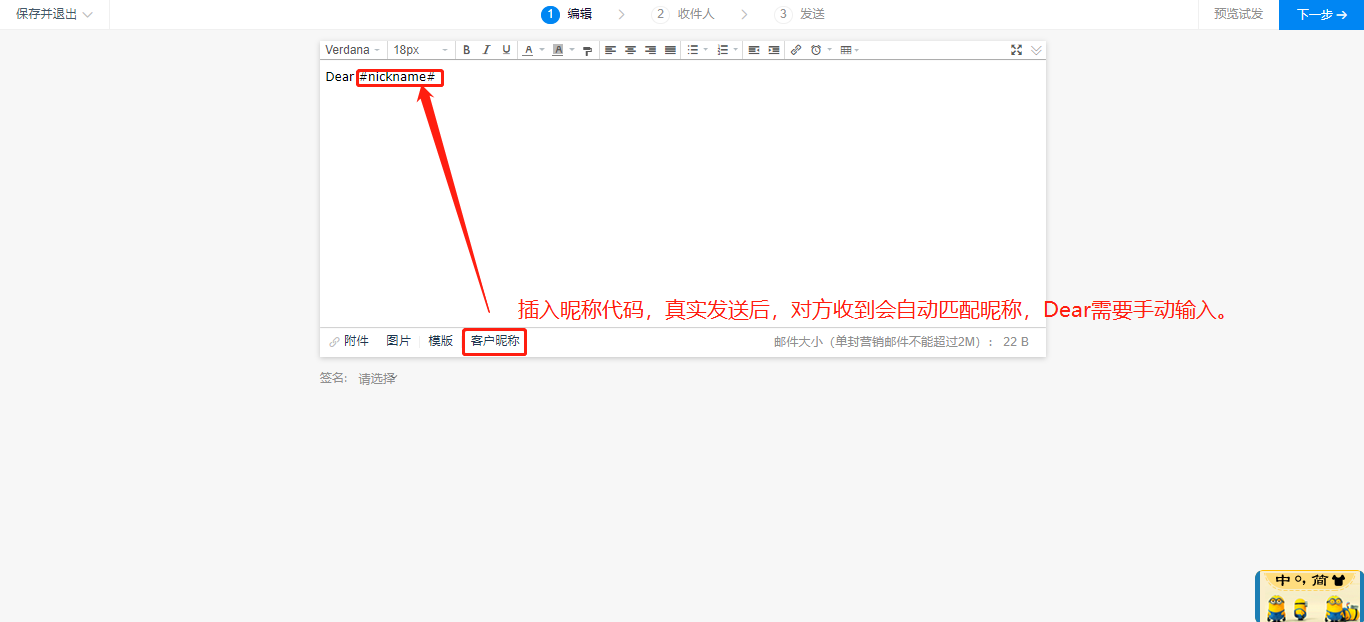 保存并退出
1 编辑
2 收件人
3 发送
预览试发
下一步
Verdana
18px
B I U A A
Dear #nickname#
插入昵称代码，真实发送后，对方收到会自动匹配昵称，Dear需要手动输入。
附件 图片 模版 客户昵称
邮件大小（单封营销邮件不能超过2M）： 22 B
签名: 请选择
中 简